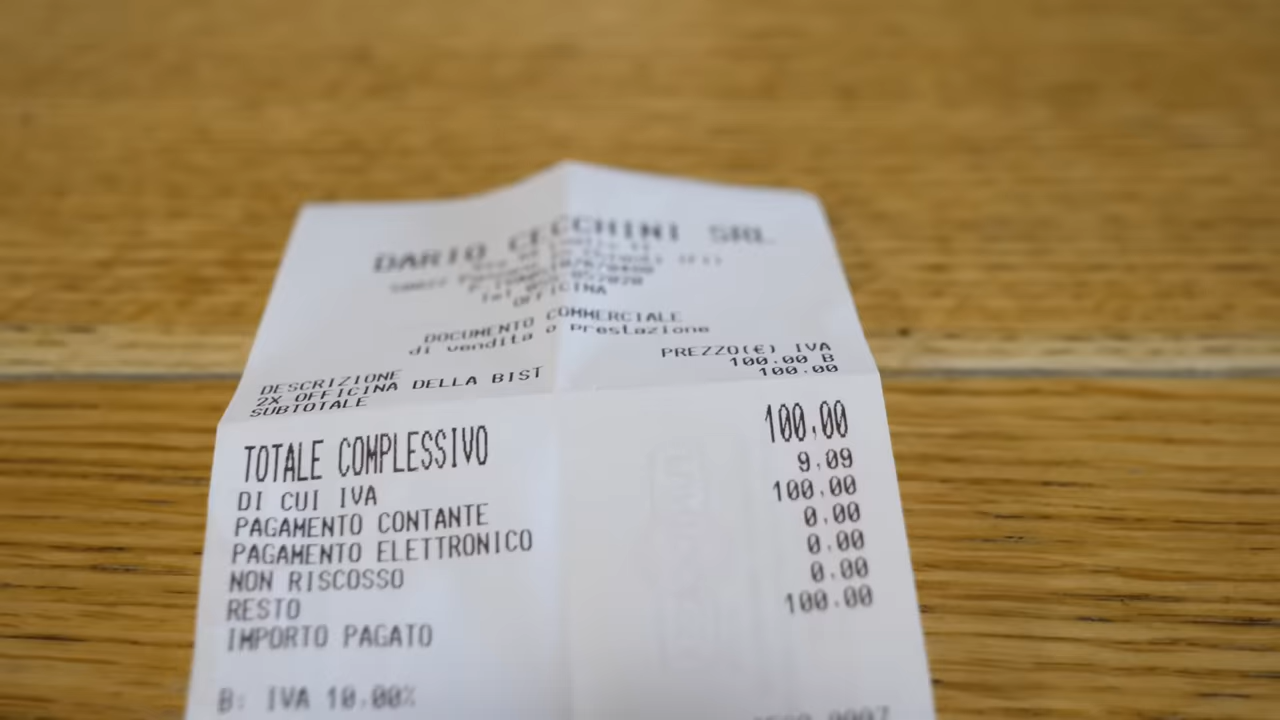 DARIO CECCHINI SRL
OFFICINA
DOCUMENTO COMMERCIALE
di vendita o prestazione
DESCRIZIONE PREZZO(€) IVA
2X OFFICINA DELLA BIST 100.00 B
SUBTOTALE 100.00
TOTALE COMPLESSIVO 100,00
DI CUI IVA 9.09
PAGAMENTO CONTANTE 100.00
PAGAMENTO ELETTRONICO 0.00
NON RISCOSSO 0.00
RESTO 0.00
IMPORTO PAGATO 100.00
B: IVA 10.00%